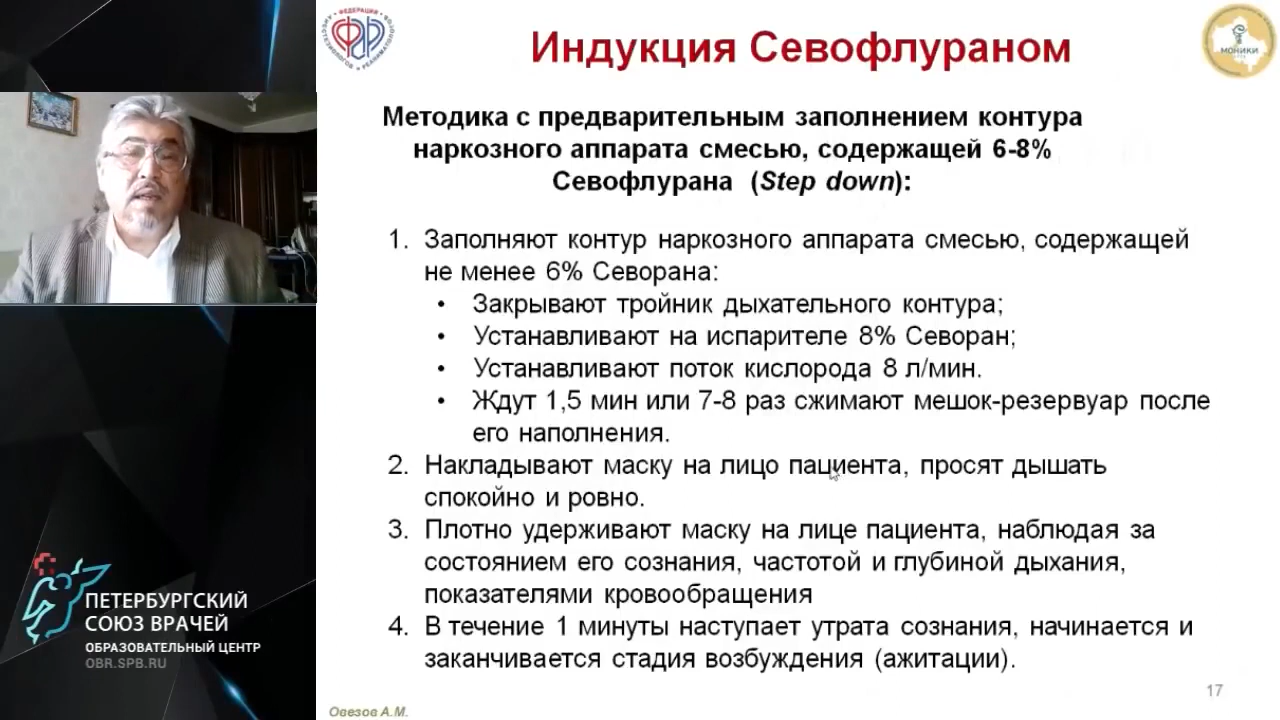 Индукция Севофлураном
МОНИКИ
Методика с предварительным заполнением контура
наркозного аппарата смесью, содержащей 6-8%
Севофлурана (Step down):
1. Заполняют контур наркозного аппарата смесью, содержащей
не менее 6% Севорана:
• Закрывают тройник дыхательного контура;
• Устанавливают на испарителе 8% Севоран;
• Устанавливают поток кислорода 8 л/мин.
• Ждут 1,5 мин или 7-8 раз сжимают мешок-резервуар после
его наполнения.
2. Накладывают маску на лицо пациента, просят дышать
спокойно и ровно.
3. Плотно удерживают маску на лице пациента, наблюдая за
состоянием его сознания, частотой и глубиной дыхания,
показателями кровообращения
4. В течение 1 минуты наступает утрата сознания, начинается и
заканчивается стадия возбуждения (ажитации).
ПЕТЕРБУРГСКИЙ
СОЮЗ ВРАЧЕЙ
ОБРАЗОВАТЕЛЬНЫЙ ЦЕНТР
OBR.SPB.RU
17
Овезов А.М.